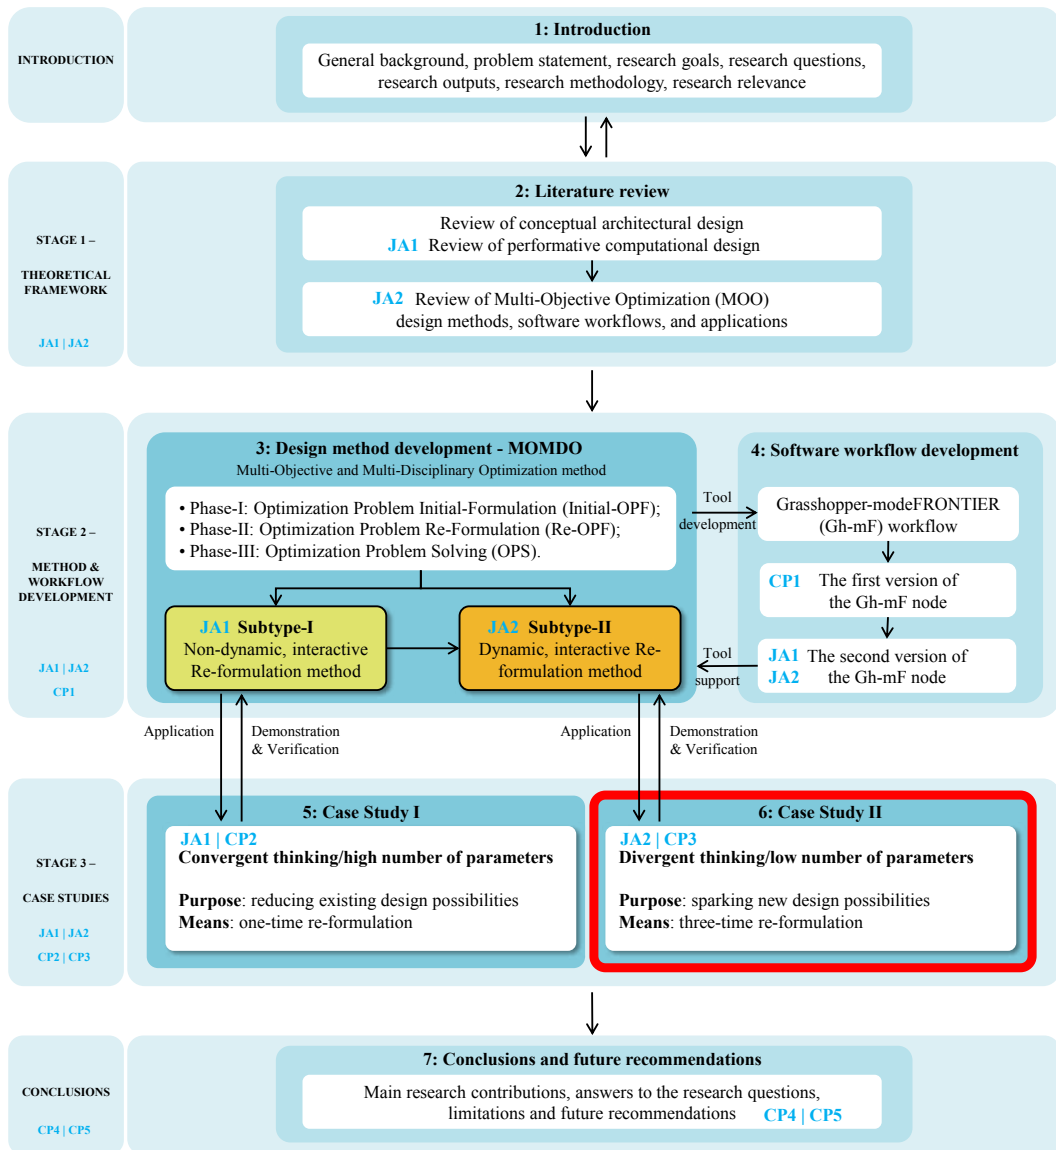 INTRODUCTION
1: Introduction
General background, problem statement, research goals, research questions,
research outputs, research methodology, research relevance
STAGE 1 –
THEORETICAL
FRAMEWORK
JA1 | JA2
2: Literature review
Review of conceptual architectural design
JA1 Review of performative computational design
JA2 Review of Multi-Objective Optimization (MOO)
design methods, software workflows, and applications
STAGE 2 –
METHOD &
WORKFLOW
DEVELOPMENT
JA1 | JA2
CP1
3: Design method development - MOMDO
Multi-Objective and Multi-Disciplinary Optimization method
• Phase-I: Optimization Problem Initial-Formulation (Initial-OPF);
• Phase-II: Optimization Problem Re-Formulation (Re-OPF);
• Phase-III: Optimization Problem Solving (OPS).
JA1 Subtype-I
Non-dynamic, interactive
Re-formulation method
JA2 Subtype-II
Dynamic, interactive Re-
formulation method
Tool
development
4: Software workflow development
Grasshopper-modeFRONTIER
(Gh-mF) workflow
CP1 The first version of
the Gh-mF node
JA1 The second version of
JA2 the Gh-mF node
Tool
support
Application
Demonstration
& Verification
Application
Demonstration
& Verification
STAGE 3 –
CASE STUDIES
JA1 | JA2
CP2 | CP3
5: Case Study I
JA1 | CP2
Convergent thinking/high number of parameters
Purpose: reducing existing design possibilities
Means: one-time re-formulation
6: Case Study II
JA2 | CP3
Divergent thinking/low number of parameters
Purpose: sparking new design possibilities
Means: three-time re-formulation
CONCLUSIONS
CP4 | CP5
7: Conclusions and future recommendations
Main research contributions, answers to the research questions,
limitations and future recommendations CP4 | CP5